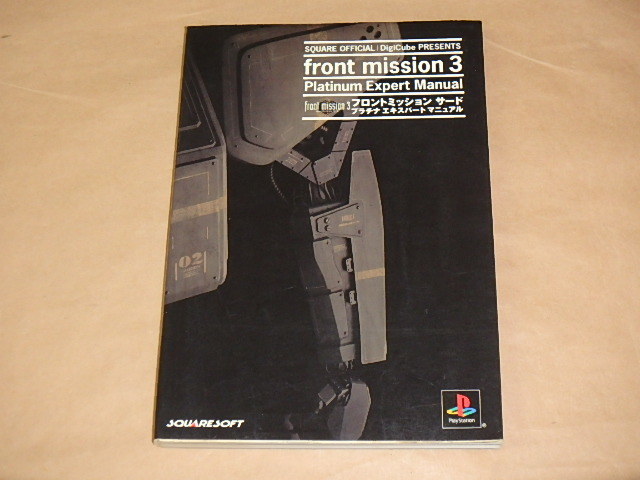 SQUARE OFFICIAL | DigiCube PRESENTS
front mission 3
Platinum Expert Manual
front mission 3 フロントミッション サード
プラチナ エキスパートマニュアル
02
SQUARESOFT
PlayStation
®